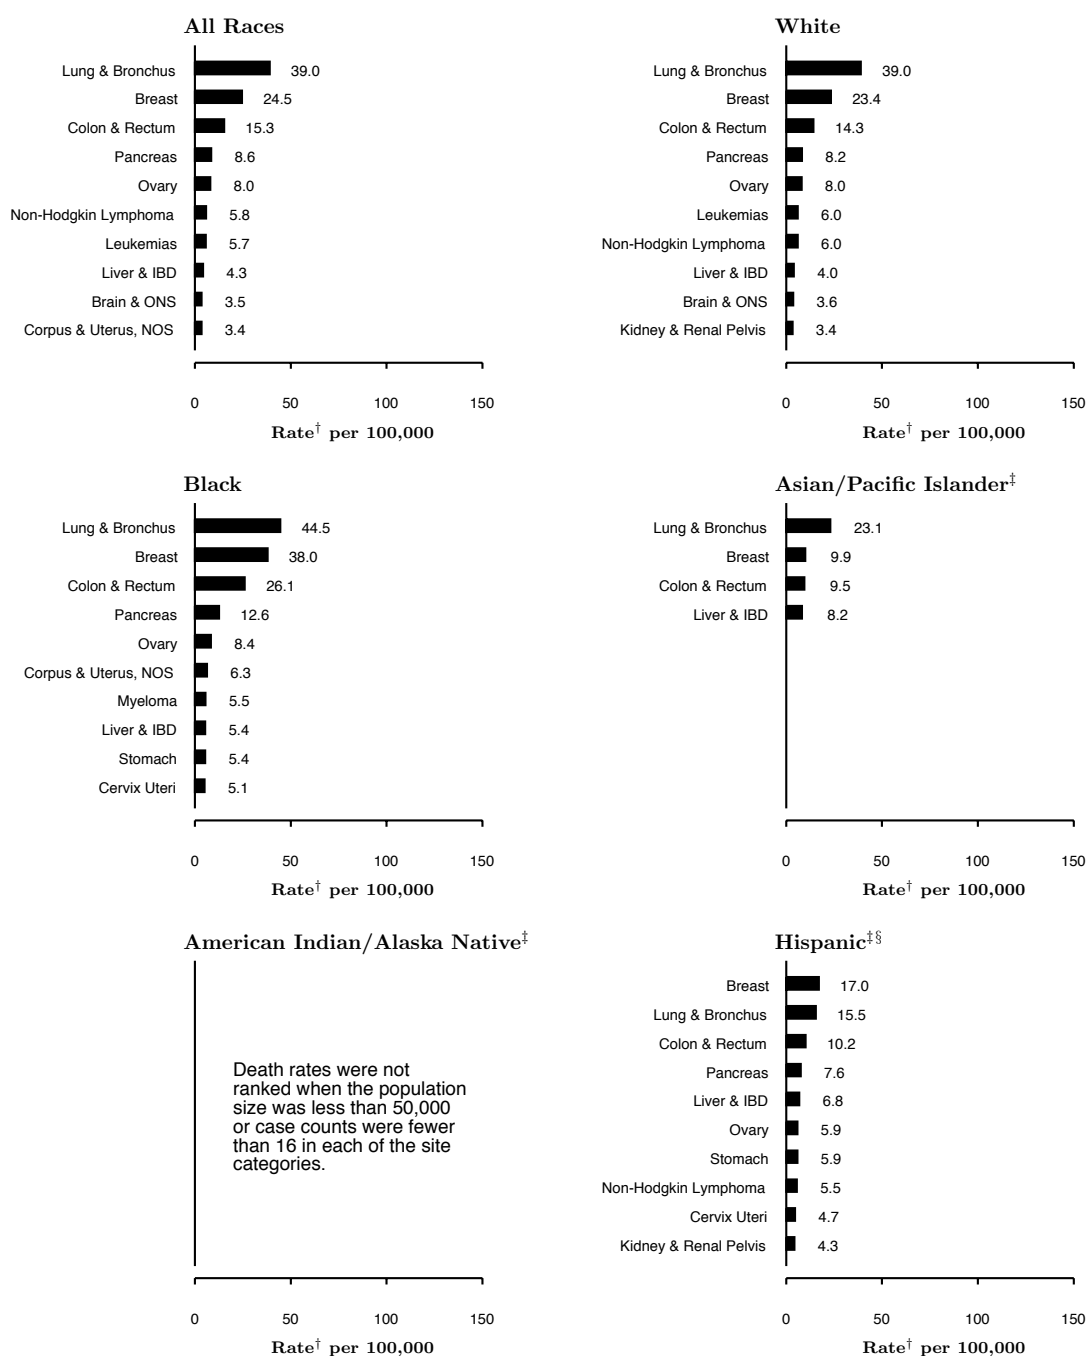 All Races
Lung & Bronchus 39.0
Breast 24.5
Colon & Rectum 15.3
Pancreas 8.6
Ovary 8.0
Non-Hodgkin Lymphoma 5.8
Leukemias 5.7
Liver & IBD 4.3
Brain & ONS 3.5
Corpus & Uterus, NOS 3.4
0 50 100 150
Rate† per 100,000
White
Lung & Bronchus 39.0
Breast 23.4
Colon & Rectum 14.3
Pancreas 8.2
Ovary 8.0
Leukemias 6.0
Non-Hodgkin Lymphoma 6.0
Liver & IBD 4.0
Brain & ONS 3.6
Kidney & Renal Pelvis 3.4
0 50 100 150
Rate† per 100,000
Black
Lung & Bronchus 44.5
Breast 38.0
Colon & Rectum 26.1
Pancreas 12.6
Ovary 8.4
Corpus & Uterus, NOS 6.3
Myeloma 5.5
Liver & IBD 5.4
Stomach 5.4
Cervix Uteri 5.1
0 50 100 150
Rate† per 100,000
Asian/Pacific Islander‡
Lung & Bronchus 23.1
Breast 9.9
Colon & Rectum 9.5
Liver & IBD 8.2
0 50 100 150
Rate† per 100,000
American Indian/Alaska Native‡
Death rates were not
ranked when the population
size was less than 50,000
or case counts were fewer
than 16 in each of the site
categories.
0 50 100 150
Rate† per 100,000
Hispanic‡§
Breast 17.0
Lung & Bronchus 15.5
Colon & Rectum 10.2
Pancreas 7.6
Liver & IBD 6.8
Ovary 5.9
Stomach 5.9
Non-Hodgkin Lymphoma 5.5
Cervix Uteri 4.7
Kidney & Renal Pelvis 4.3
0 50 100 150
Rate† per 100,000